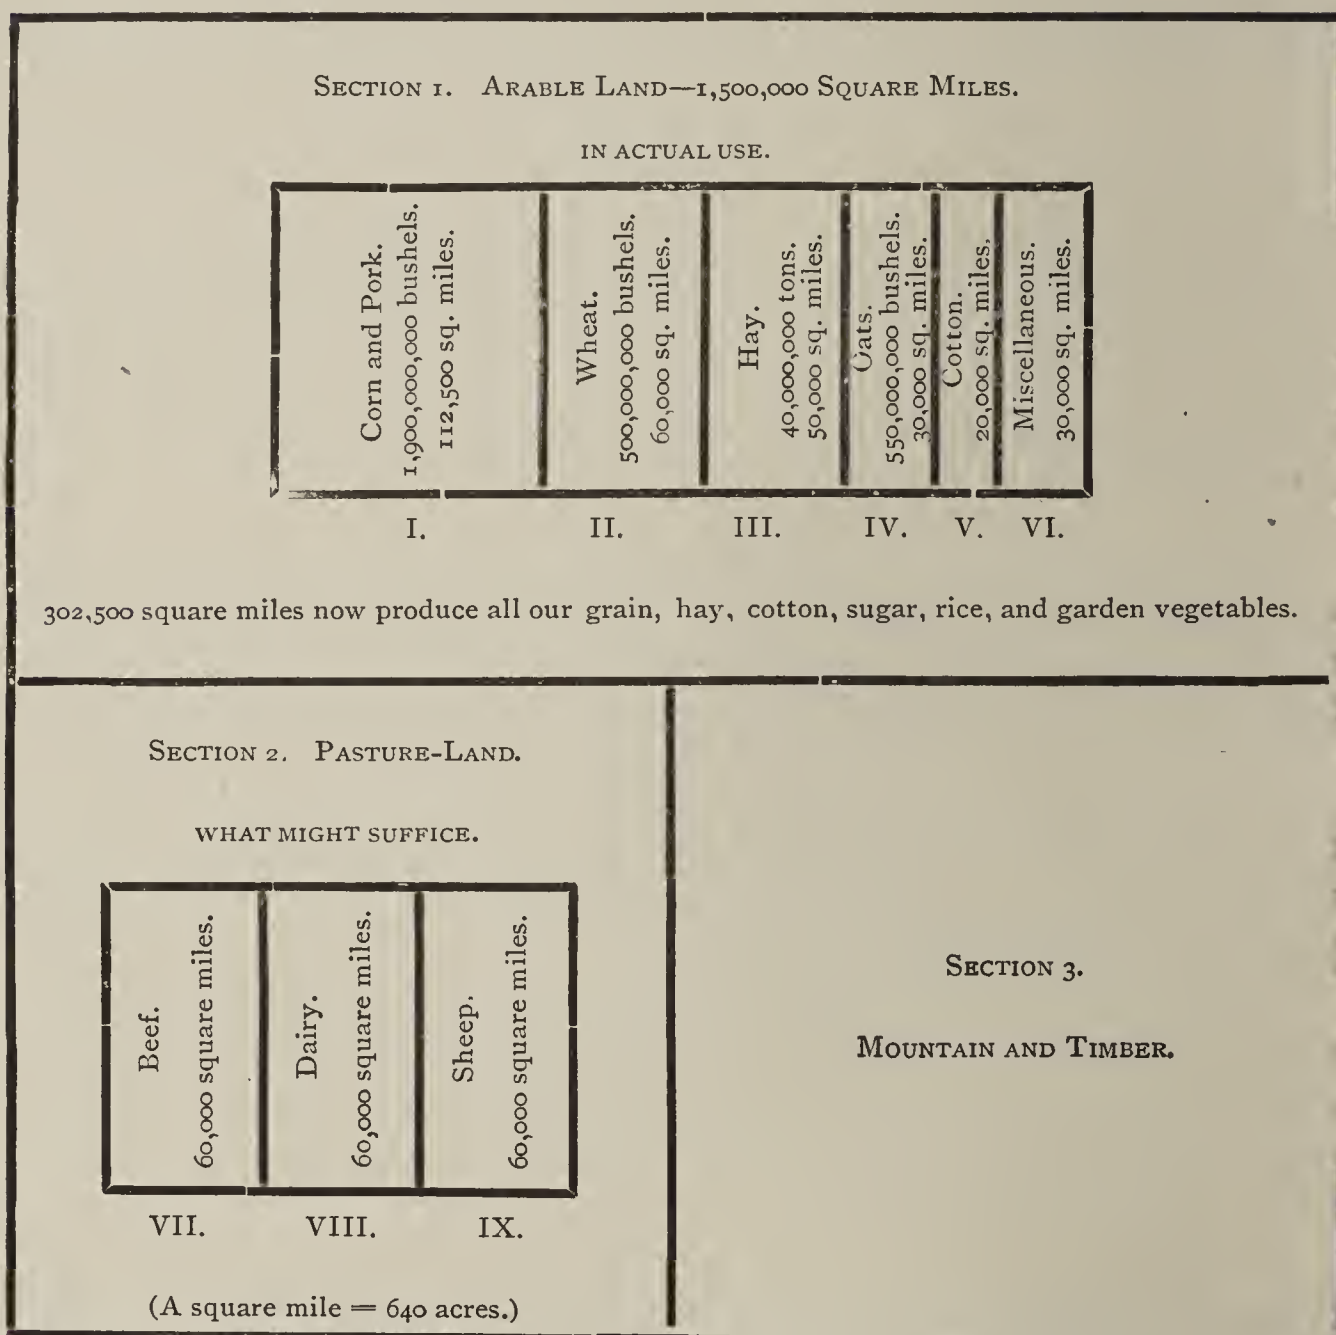 SECTION 1. ARABLE LAND—1,500,000 SQUARE MILES.
IN ACTUAL USE.
Corn and Pork.
1,900,000,000 bushels.
112,500 sq. miles.
Wheat.
500,000,000 bushels.
60,000 sq. miles.
Hay.
40,000,000 tons.
50,000 sq. miles.
Oats.
550,000,000 bushels.
30,000 sq. miles.
Cotton.
20,000 sq. miles.
Miscellaneous.
30,000 sq. miles.
I. II. III. IV. V. VI.
302,500 square miles now produce all our grain, hay, cotton, sugar, rice, and garden vegetables.
SECTION 2. PASTURE-LAND.
WHAT MIGHT SUFFICE.
Beef.
60,000 square miles.
Dairy.
60,000 square miles.
Sheep.
60,000 square miles.
VII. VIII. IX.
(A square mile = 640 acres.)
SECTION 3.
MOUNTAIN AND TIMBER.